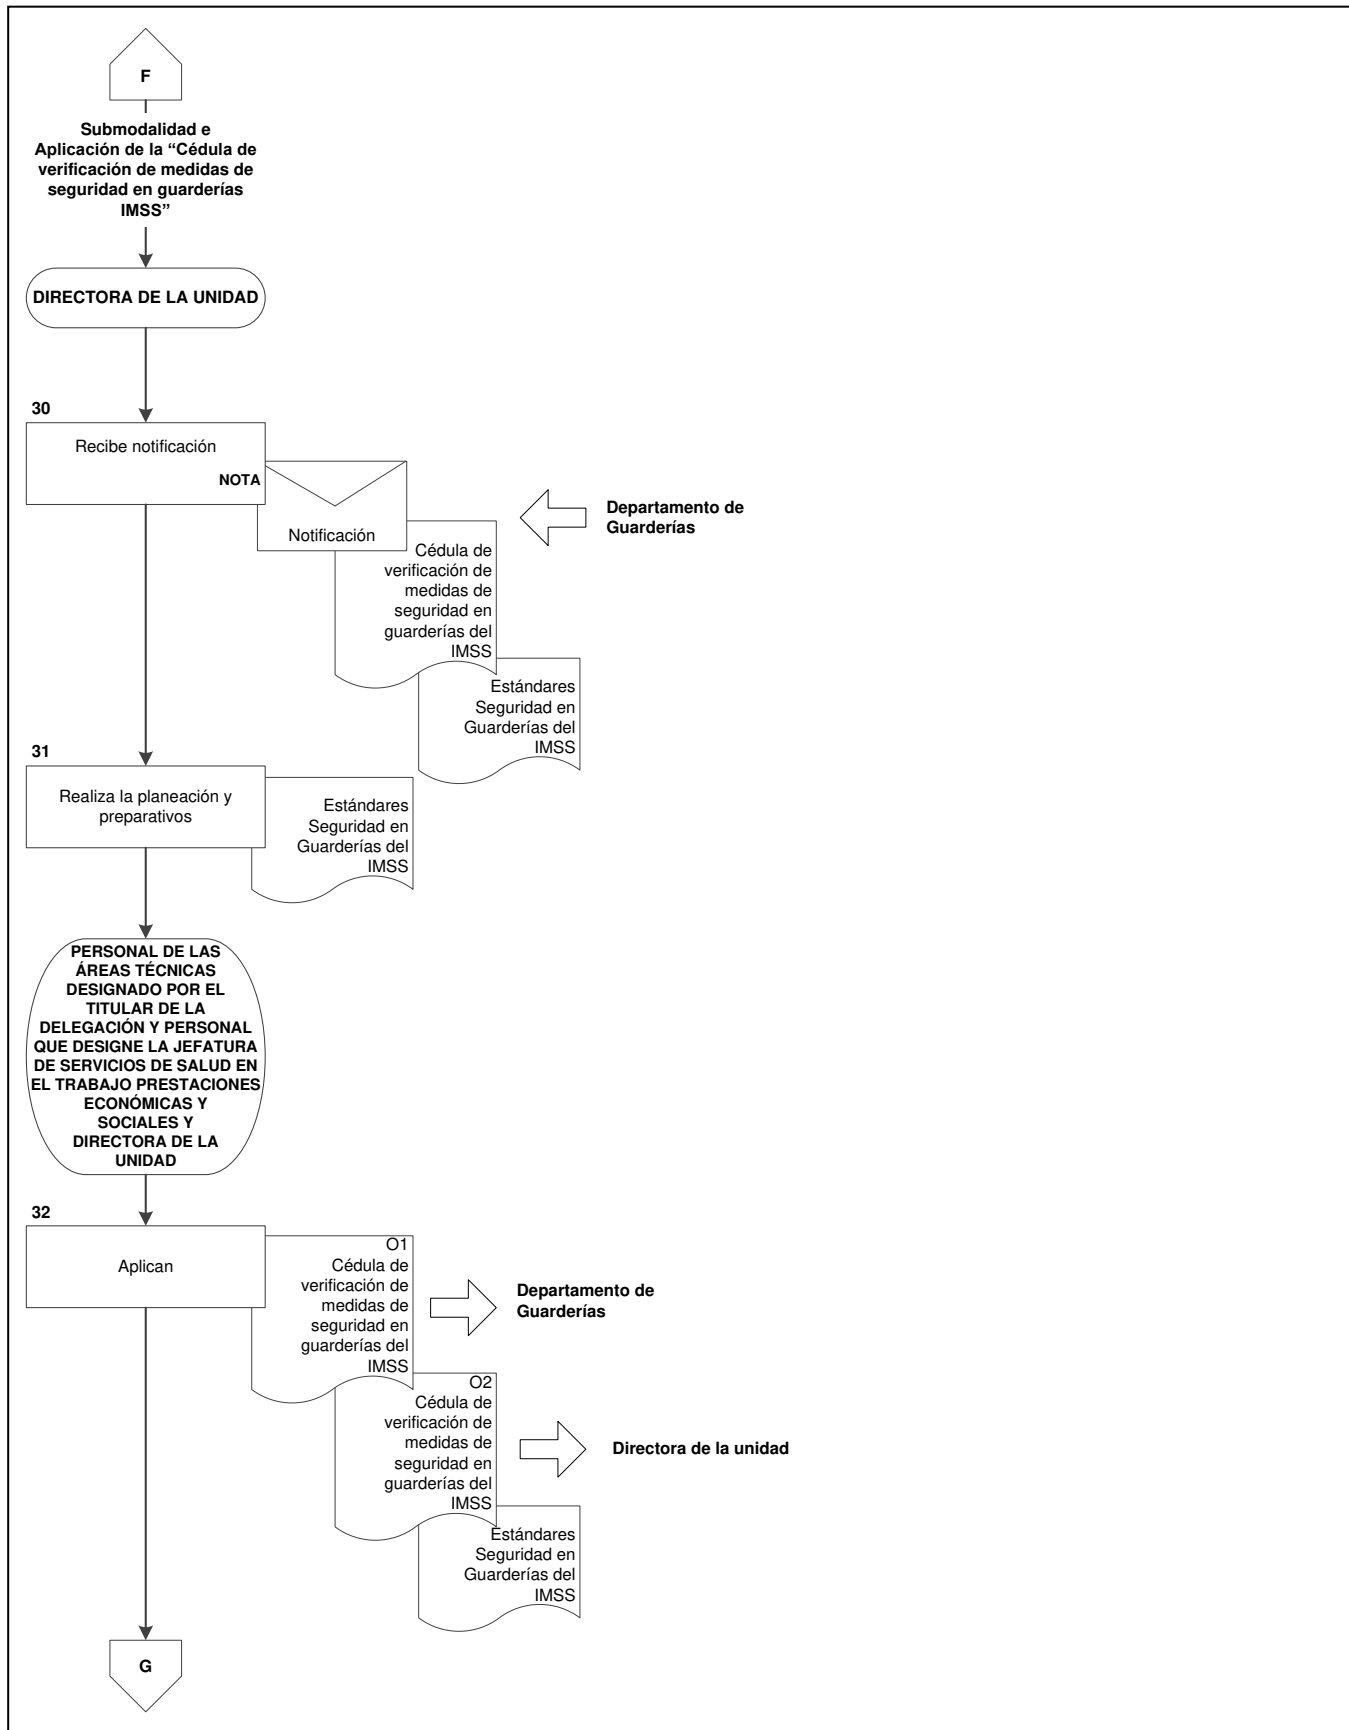 F
Submodalidad e
Aplicación de la “Cédula de
verificación de medidas de
seguridad en guarderías
IMSS”
DIRECTORA DE LA UNIDAD
30
Recibe notificación
NOTA
Notificación
Departamento de
Guarderías
Cédula de
verificación de
medidas de
seguridad en
guarderías del
IMSS
Estándares
Seguridad en
Guarderías del
IMSS
31
Realiza la planeación y
preparativos
Estándares
Seguridad en
Guarderías del
IMSS
PERSONAL DE LAS
ÁREAS TÉCNICAS
DESIGNADO POR EL
TITULAR DE LA
DELEGACIÓN Y PERSONAL
QUE DESIGNE LA JEFATURA
DE SERVICIOS DE SALUD EN
EL TRABAJO PRESTACIONES
ECONÓMICAS Y
SOCIALES Y
DIRECTORA DE LA
UNIDAD
32
Aplican
O1
Cédula de
verificación de
medidas de
seguridad en
guarderías del
IMSS
Departamento de
Guarderías
O2
Cédula de
verificación de
medidas de
seguridad en
guarderías del
IMSS
Directora de la unidad
Estándares
Seguridad en
Guarderías del
IMSS
G